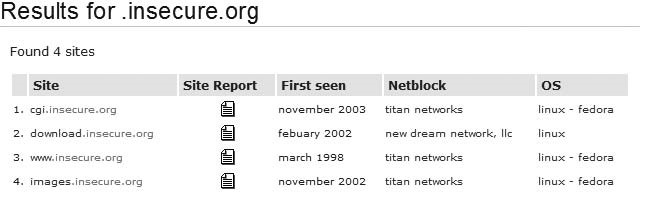 Results for .insecure.org
Found 4 sites
Site Site Report First seen Netblock OS
1. cgi.insecure.org november 2003 titan networks linux - fedora
2. download.insecure.org febuary 2002 new dream network, llc linux
3. www.insecure.org march 1998 titan networks linux - fedora
4. images.insecure.org november 2002 titan networks linux - fedora